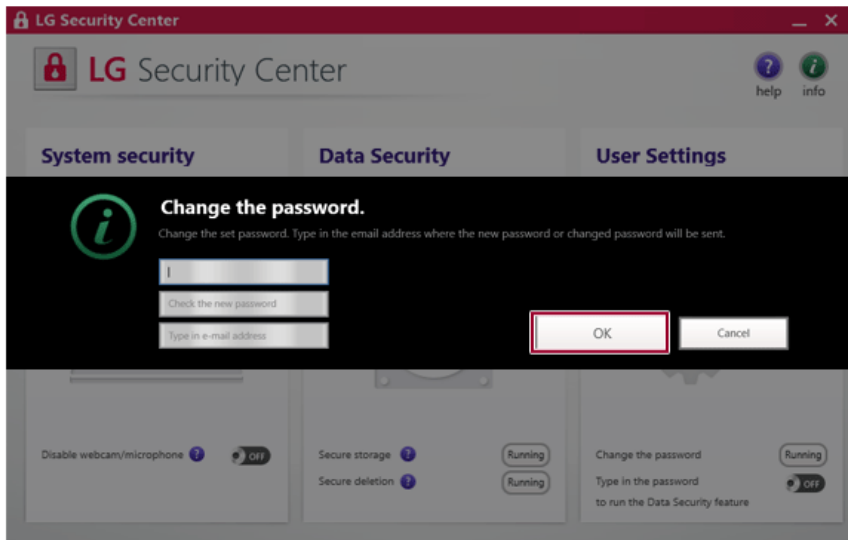 LG Security Center
LG Security Center
help info
System security
Data Security
User Settings
Change the password.
Change the set password. Type in the email address where the new password or changed password will be sent.
Check the new password
Type in e-mail address
OK
Cancel
Disable webcam/microphone ? OFF
Secure storage ? Running
Secure deletion ? Running
Change the password Running
Type in the password OFF
to run the Data Security feature